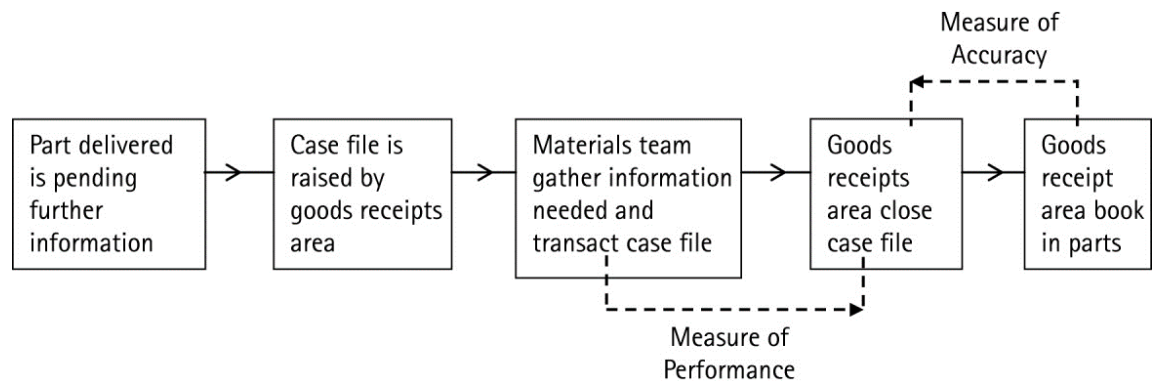 Measure of
Accuracy
Part delivered
is pending
further
information
Case file is
raised by
goods receipts
area
Materials team
gather information
needed and
transact case file
Goods
receipts
area close
case file
Goods
receipt
area book
in parts
Measure of
Performance